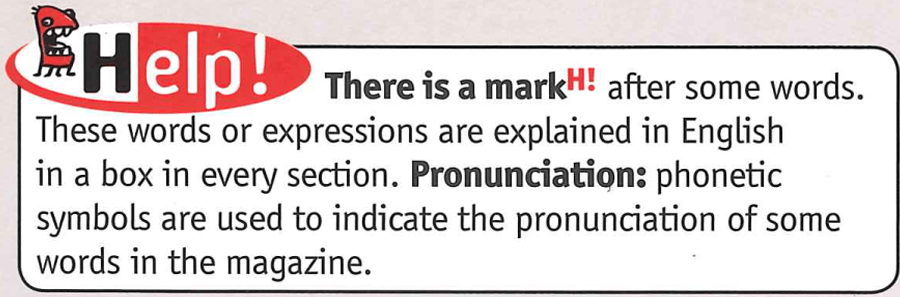 Help!
There is a markH! after some words.
These words or expressions are explained in English
in a box in every section. Pronunciation: phonetic
symbols are used to indicate the pronunciation of some
words in the magazine.